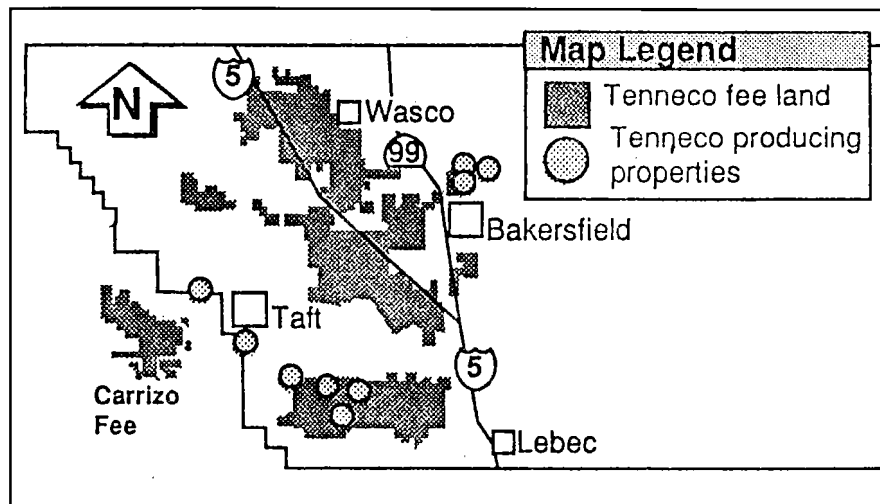 Map Legend
Tenneco fee land
Tenneco producing
properties
N
5
Wasco
99
Bakersfield
Taft
Carrizo
Fee
5
Lebec